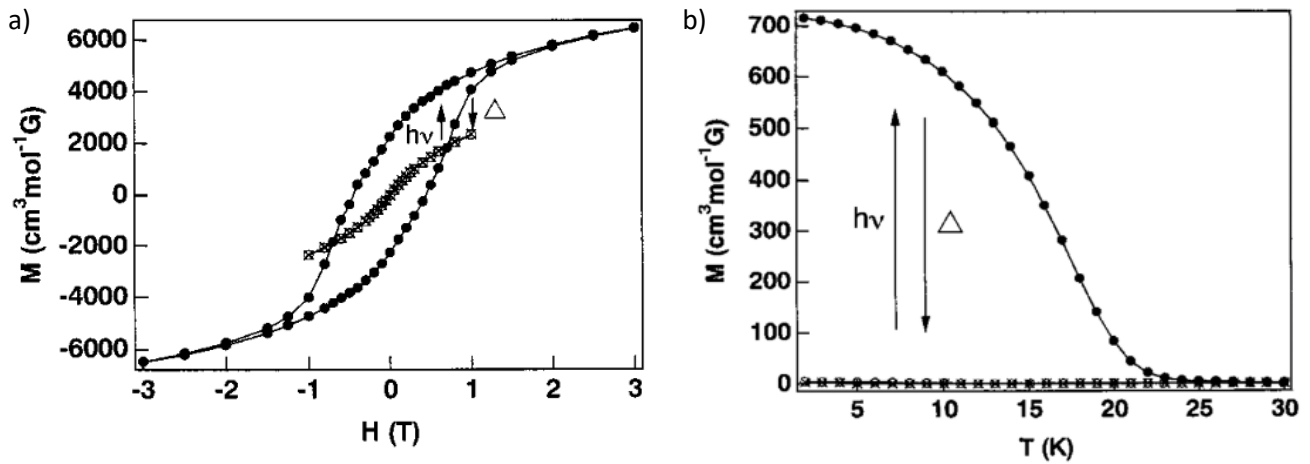 a)
6000
4000
2000
0
-2000
-4000
-6000
M (cm³mol⁻¹G)
hν
△
-3 -2 -1 0 1 2 3
H (T)
b)
700
600
500
400
300
200
100
0
M (cm³mol⁻¹G)
hν
△
5 10 15 20 25 30
T (K)